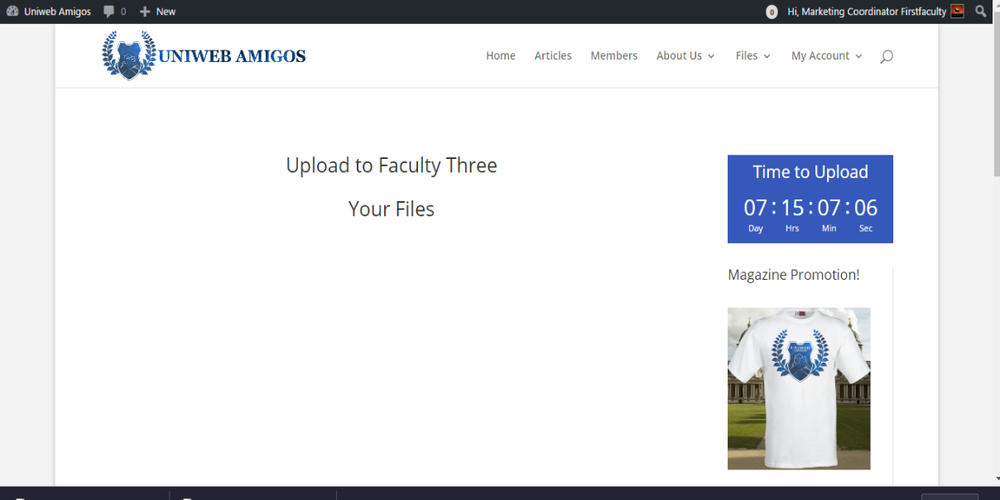 Uniweb Amigos 0 New 0 Hi, Marketing Coordinator Firstfaculty
UNIWEB AMIGOS Home Articles Members About Us Files My Account
Upload to Faculty Three
Your Files
Time to Upload
07 : 15 : 07 : 06
Day Hrs Min Sec
Magazine Promotion!
UNIWEB